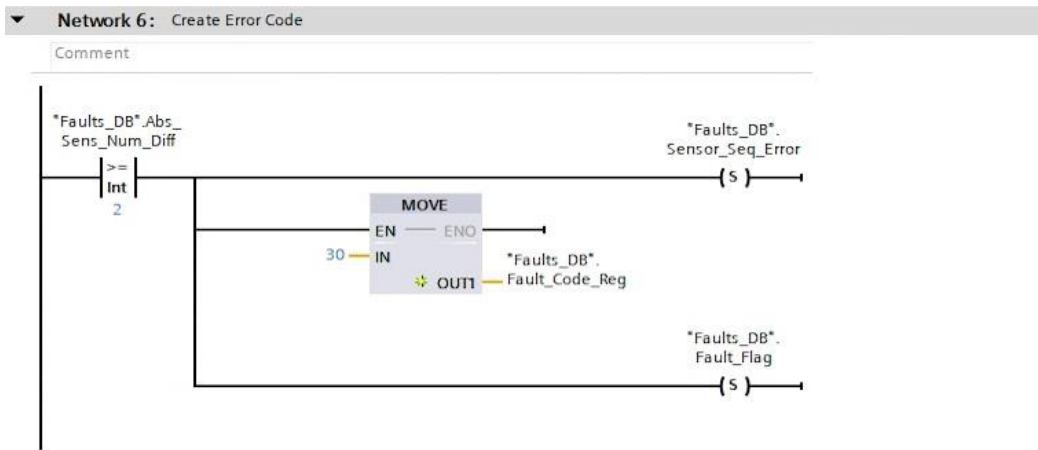 Network 6: Create Error Code
Comment
"Faults_DB".Abs_
Sens_Num_Diff
>=
Int
2
"Faults_DB".
Sensor_Seq_Error
S
MOVE
EN
ENO
30
IN
OUT1
"Faults_DB".
Fault_Code_Reg
"Faults_DB".
Fault_Flag
S